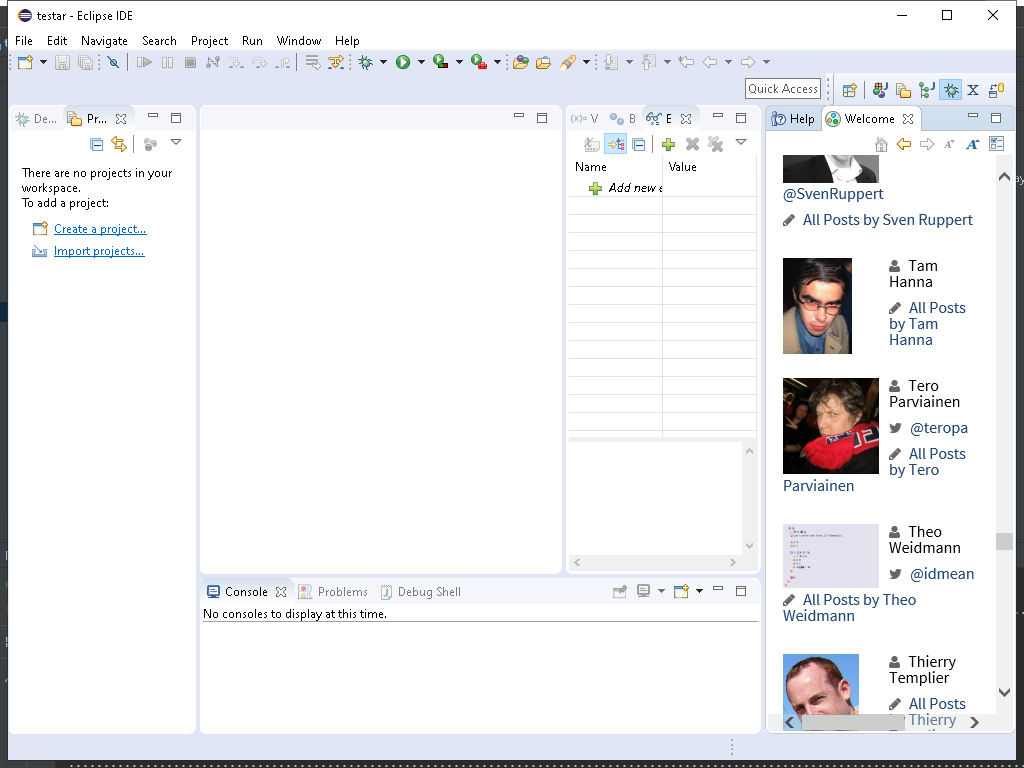 testar - Eclipse IDE
File Edit Navigate Search Project Run Window Help
Quick Access
De...
Pr...
(x)= V
B
E
Help
Welcome
There are no projects in your
workspace.
To add a project:
Create a project...
Import projects...
Name Value
Add new e
@SvenRuppert
All Posts by Sven Ruppert
Tam
Hanna
All Posts
by Tam
Hanna
Tero
Parviainen
@teropa
All Posts
by Tero
Parviainen
Theo
Weidmann
@idmean
All Posts by Theo
Weidmann
Thierry
Templier
All Posts
Thierry
Console
Problems
Debug Shell
No consoles to display at this time.